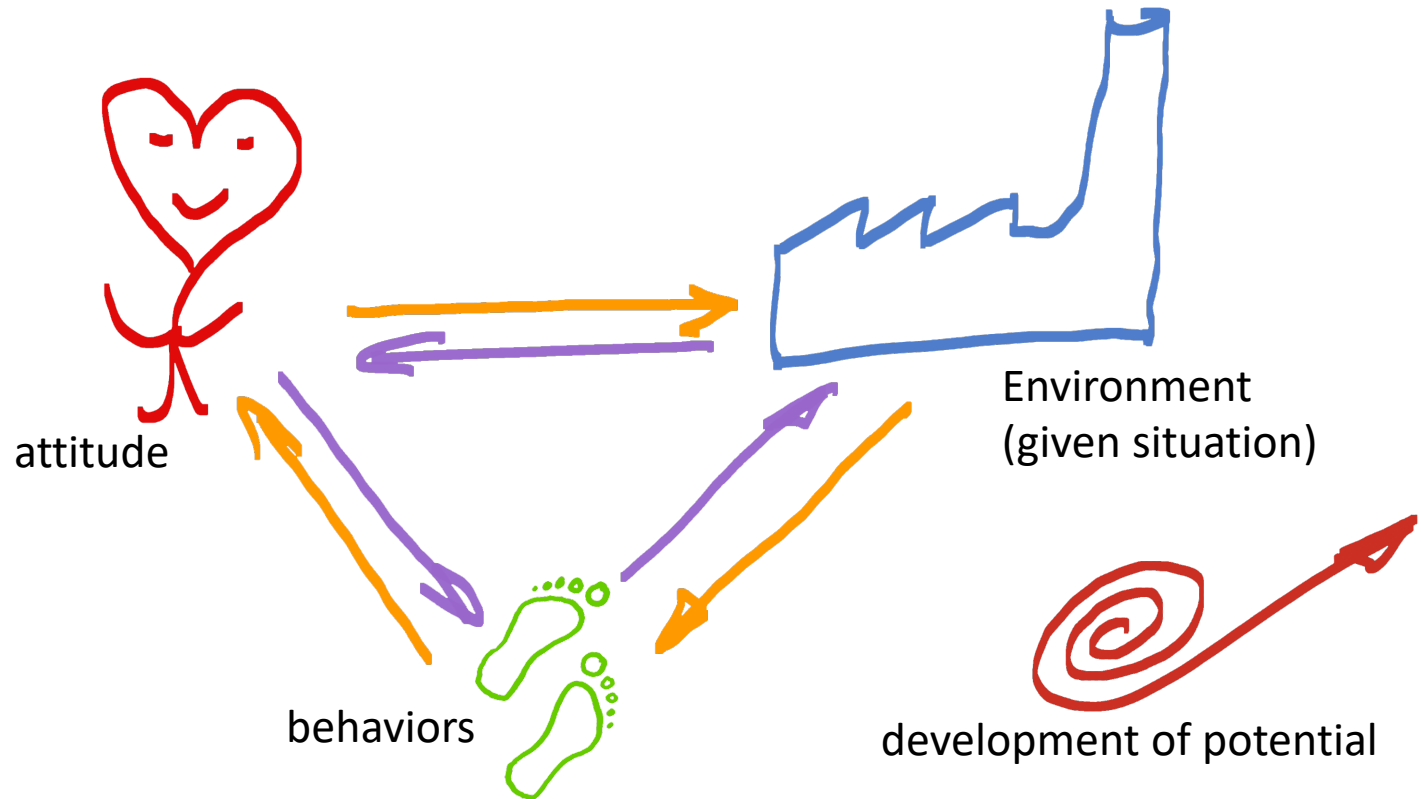 attitude
Environment
(given situation)
behaviors
development of potential